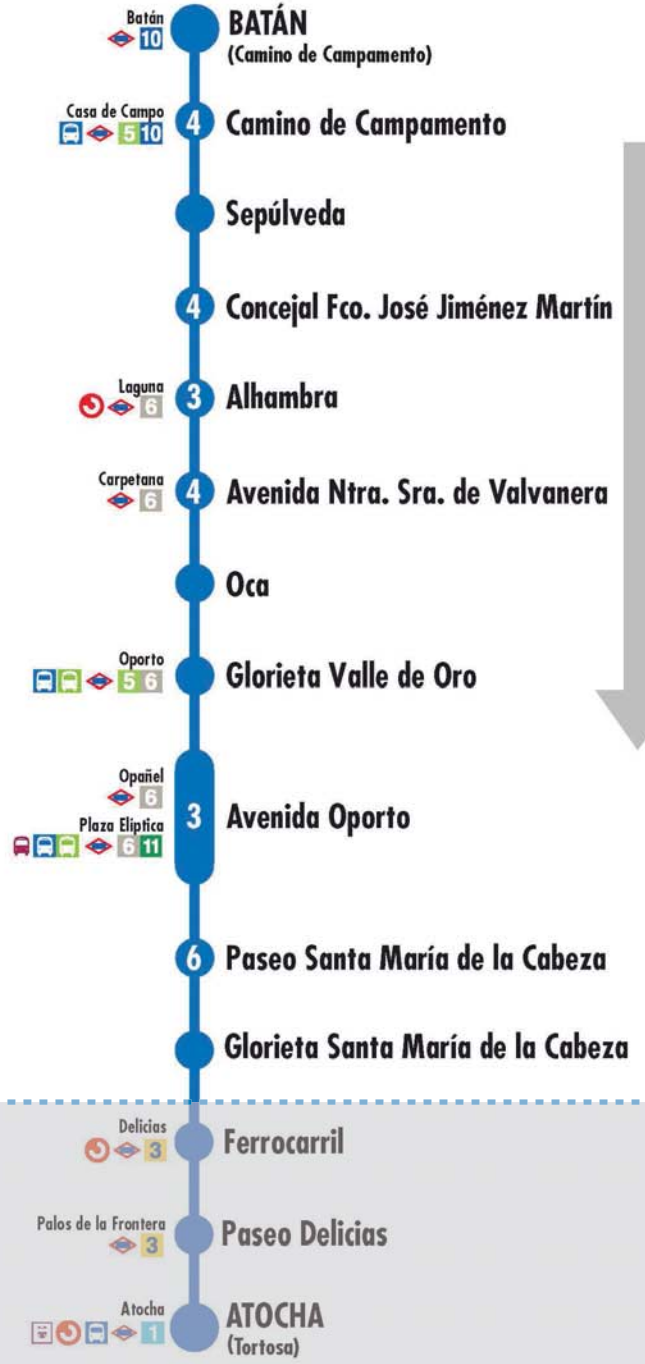 Batán
10
BATÁN
(Camino de Campamento)
Casa de Campo
5 10
4
Camino de Campamento
Sepúlveda
4
Concejal Fco. José Jiménez Martín
Laguna
6
3
Alhambra
Carpetana
6
4
Avenida Ntra. Sra. de Valvanera
Oca
Oporto
5 6
Glorieta Valle de Oro
Opañel
6
Plaza Elíptica
6 11
3
Avenida Oporto
6
Paseo Santa María de la Cabeza
Glorieta Santa María de la Cabeza
Delicias
3
Ferrocarril
Palos de la Frontera
3
Paseo Delicias
Atocha
1
ATOCHA
(Tortosa)